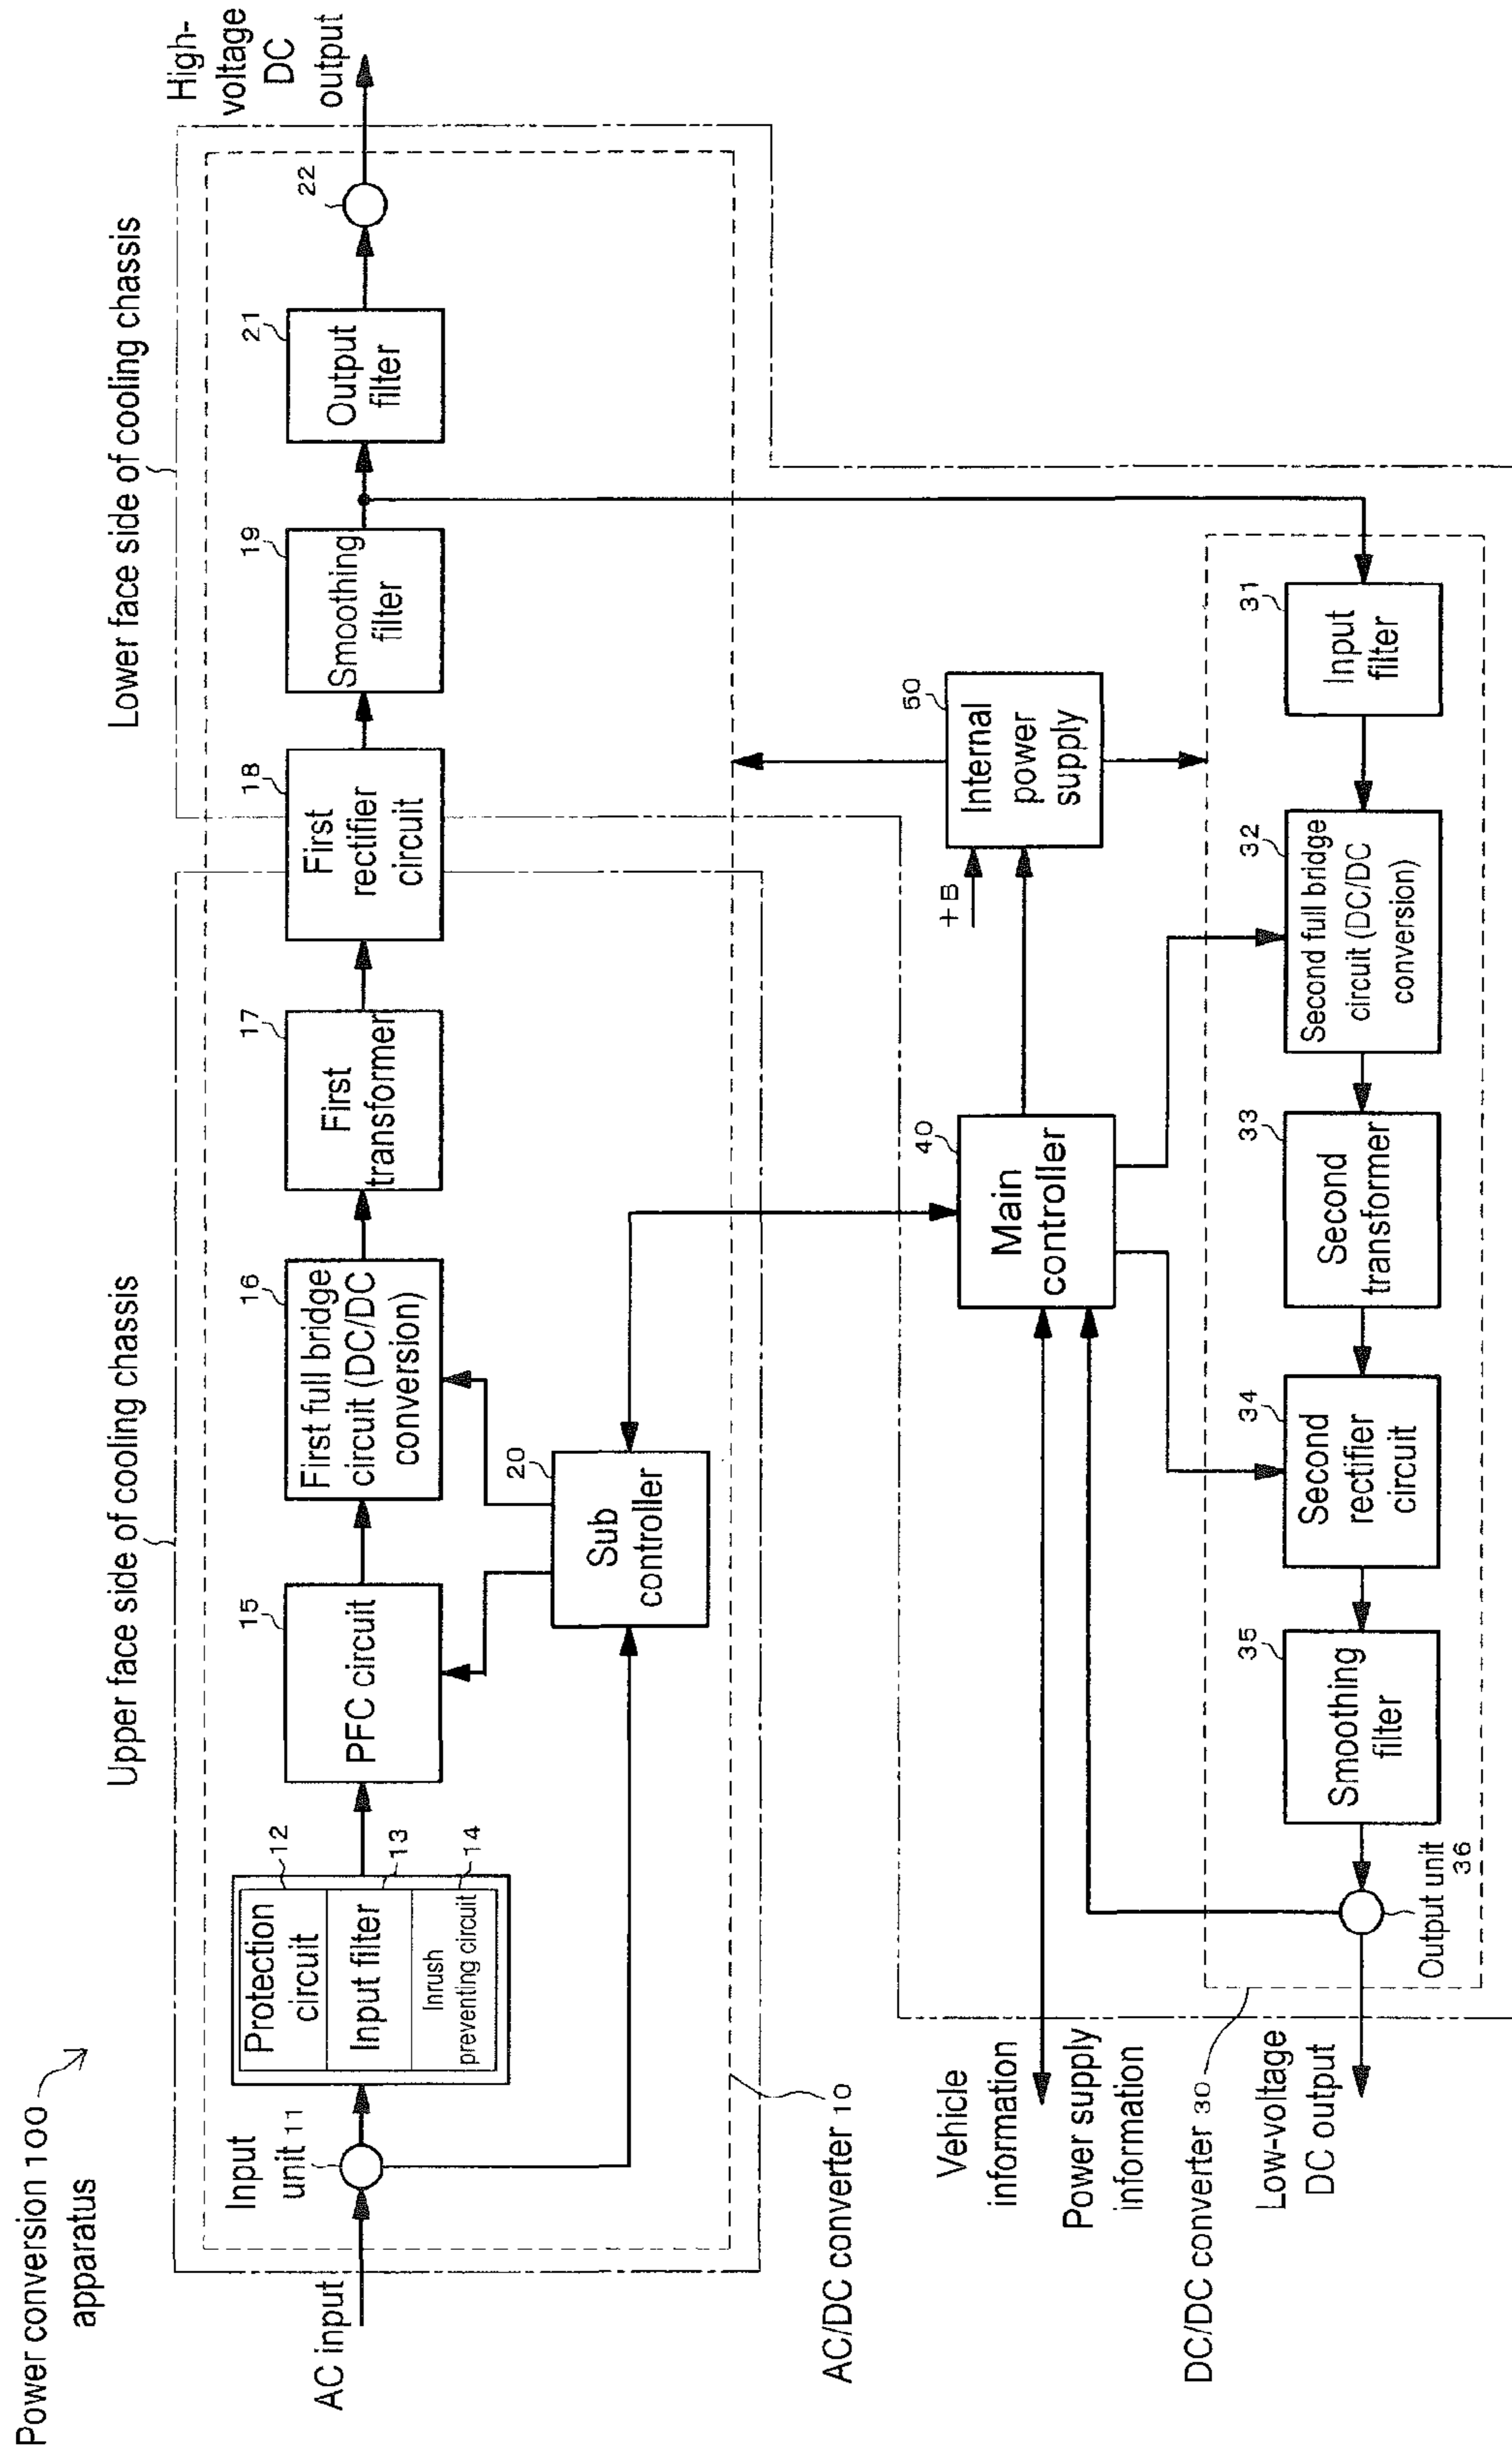 Power conversion 100
apparatus
Upper face side of cooling chassis
Lower face side of cooling chassis
AC input
Input
unit 11
Protection
circuit
12
Input filter
13
Inrush
preventing circuit
14
15
PFC circuit
16
First full bridge
circuit (DC/DC
conversion)
17
First
transformer
18
First
rectifier
circuit
19
Smoothing
filter
21
Output
filter
22
High-
voltage
DC
output
20
Sub
controller
AC/DC converter 10
Vehicle
information
Power supply
information
40
Main
controller
+B
50
Internal
power
supply
DC/DC converter 30
Low-voltage
DC output
Output unit
36
35
Smoothing
filter
34
Second
rectifier
circuit
33
Second
transformer
32
Second full bridge
circuit (DC/DC
conversion)
31
Input
filter